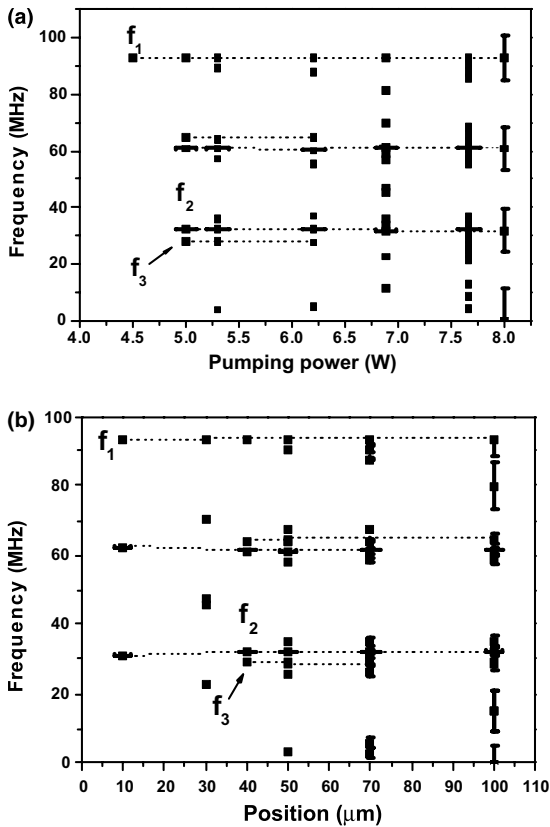 (a)
100
80
60
40
20
0
Frequency (MHz)
f1
f2
f3
4.0 4.5 5.0 5.5 6.0 6.5 7.0 7.5 8.0
Pumping power (W)
(b)
100
80
60
40
20
0
Frequency (MHz)
f1
f2
f3
0 10 20 30 40 50 60 70 80 90 100 110
Position (μm)